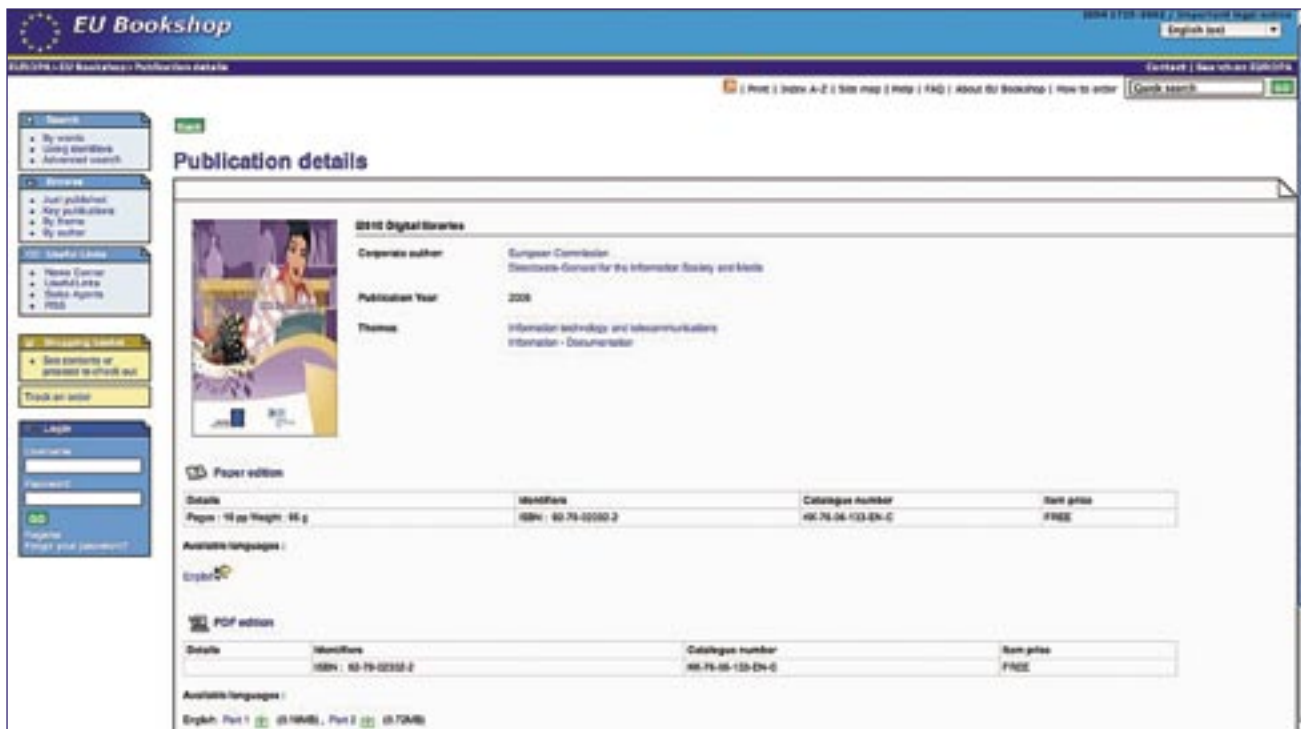 EU Bookshop
English (en)
EUROPA > EU Bookshop > Publication details
Contact | Search on EUROPA
| Print | Index A-Z | Site map | Help | FAQ | About EU Bookshop | How to order
Quick search
GO
Search
By words
Using identifiers
Advanced search
Browse
Just published
Key publications
By theme
By author
Useful Links
News Corner
Useful Links
Sales Agents
RSS
Shopping basket
See contents or
proceed to check out
Track an order
Login
Username
Password
GO
Register
Forgot your password?
Back
Publication details
i2010 Digital libraries
Corporate author:
European Commission
Directorate-General for the Information Society and Media
Publication Year
Themes
Information technology and telecommunications
Information - Documentation
Paper edition
Details
Identifiers
Catalogue number
Item price
FREE
Available languages :
English
PDF edition
Details
Identifiers
Catalogue number
Item price
FREE
Available languages :
English: Part 1 , Part 2